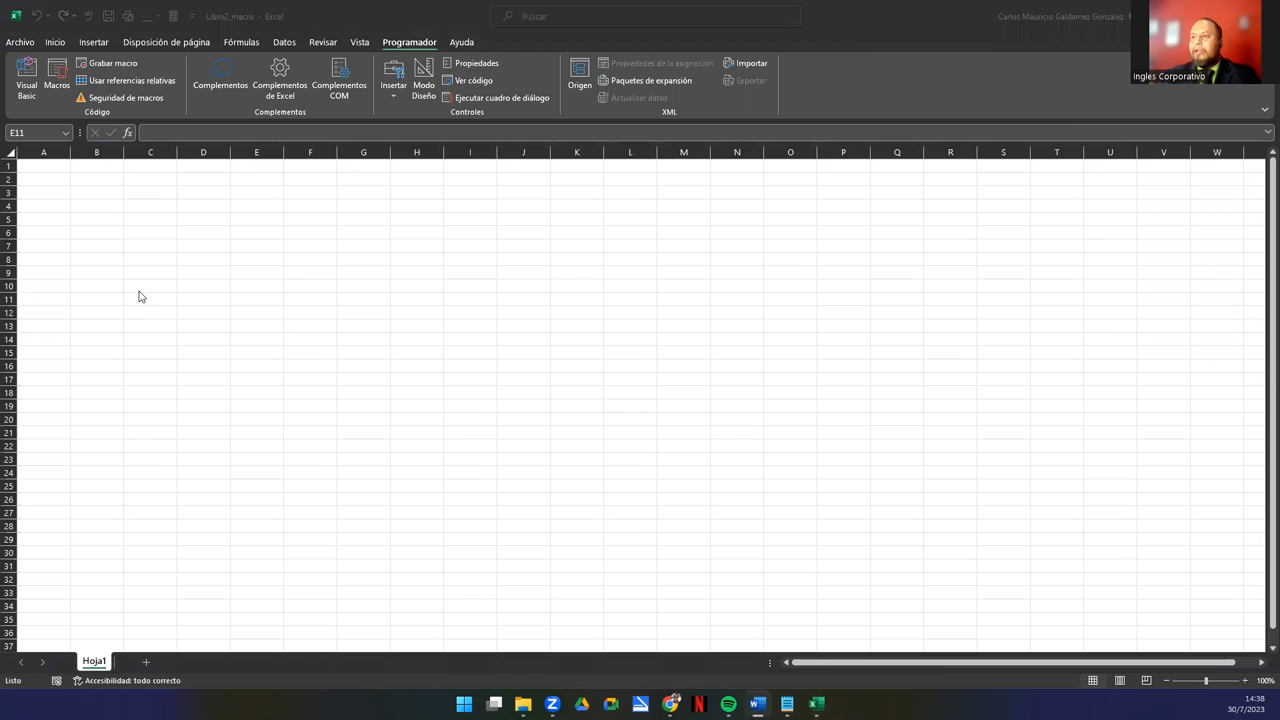 Libro2_macro - Excel
Buscar
Carlos Mauricio Galdamez Gonzalez
Ingles Corporativo
Archivo Inicio Insertar Disposición de página Fórmulas Datos Revisar Vista Programador Ayuda
Visual Basic
Macros
Grabar macro
Usar referencias relativas
Seguridad de macros
Código
Complementos
Complementos de Excel
Complementos COM
Complementos
Insertar
Modo Diseño
Propiedades
Ver código
Ejecutar cuadro de diálogo
Controles
Origen
Propiedades de la asignación
Paquetes de expansión
Actualizar datos
Importar
Exportar
XML
E11
fx
A B C D E F G H I J K L M N O P Q R S T U V W
1
2
3
4
5
6
7
8
9
10
11
12
13
14
15
16
17
18
19
20
21
22
23
24
25
26
27
28
29
30
31
32
33
34
35
36
37
Hoja1
Listo
Accesibilidad: todo correcto
100%
14:38
30/7/2023